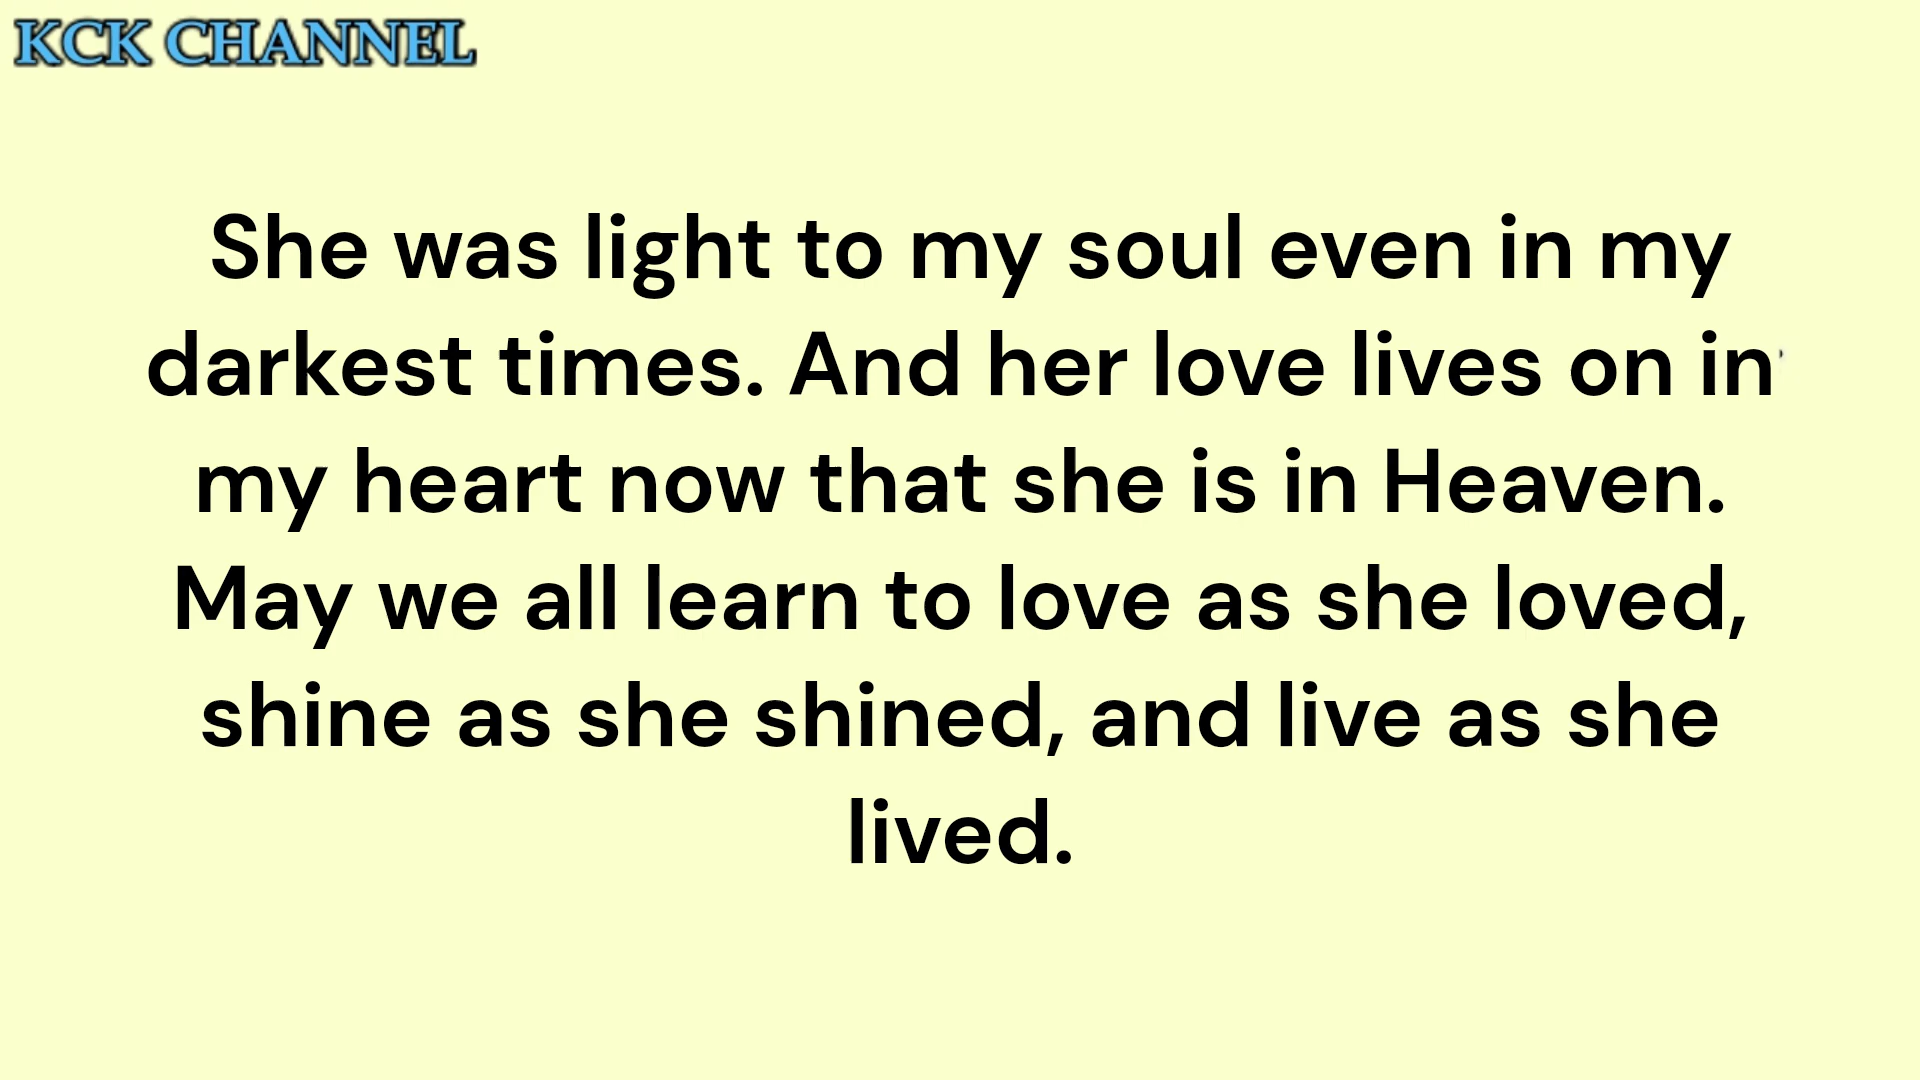 KCK CHANNEL
She was light to my soul even in my
darkest times. And her love lives on in
my heart now that she is in Heaven.
May we all learn to love as she loved,
shine as she shined, and live as she
lived.